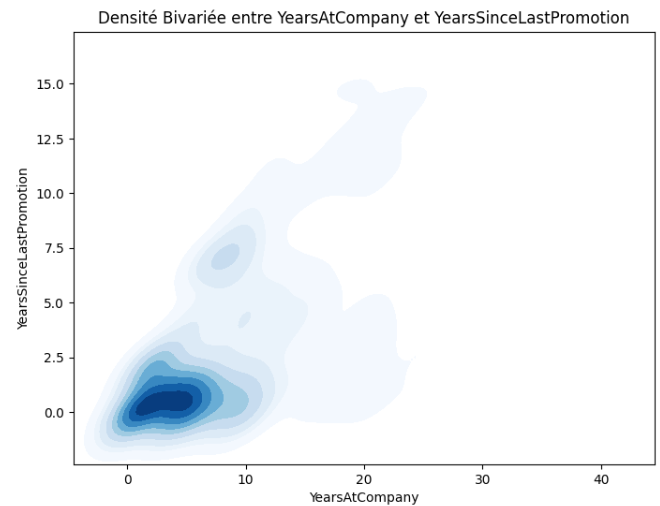 Densité Bivariée entre YearsAtCompany et YearsSinceLastPromotion
15.0
12.5
10.0
7.5
5.0
2.5
0.0
YearsSinceLastPromotion
0 10 20 30 40
YearsAtCompany